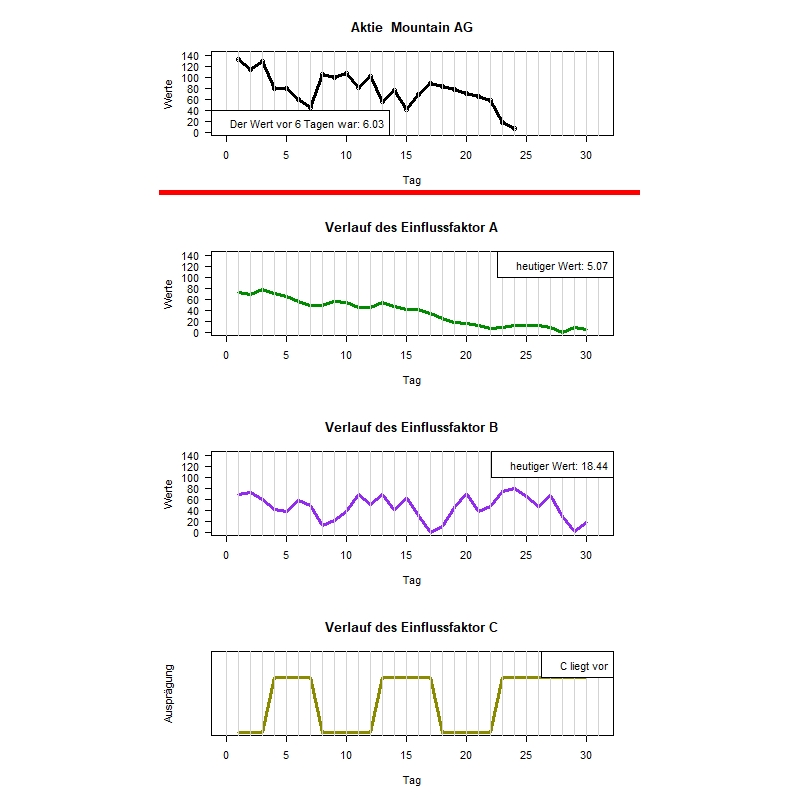 Aktie  Mountain AG
Werte
140
120
100
80
60
40
20
0
Der Wert vor 6 Tagen war: 6.03
0 5 10 15 20 25 30
Tag
Verlauf des Einflussfaktor A
Werte
140
120
100
80
60
40
20
0
heutiger Wert: 5.07
0 5 10 15 20 25 30
Tag
Verlauf des Einflussfaktor B
Werte
140
120
100
80
60
40
20
0
heutiger Wert: 18.44
0 5 10 15 20 25 30
Tag
Verlauf des Einflussfaktor C
Ausprägung
C liegt vor
0 5 10 15 20 25 30
Tag